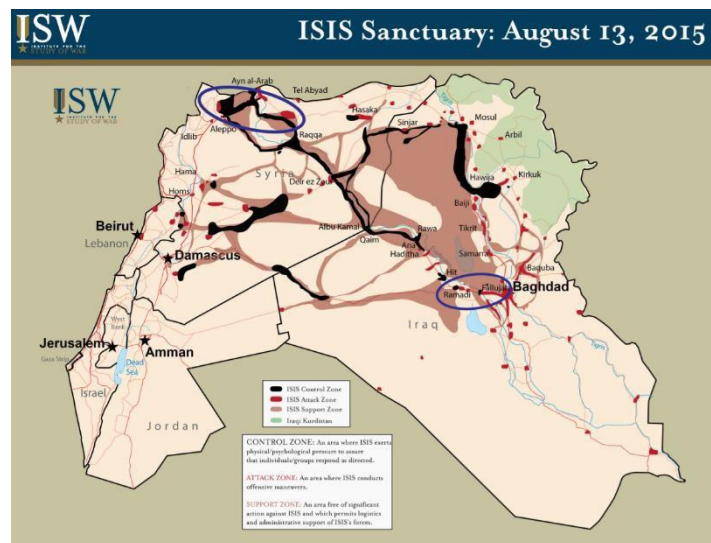 ISW
INSTITUTE FOR THE
STUDY OF WAR
ISIS Sanctuary: August 13, 2015
ISW
INSTITUTE FOR THE
STUDY OF WAR
Ayn al-Arab
Tel Abyad
Tigris
Mosul
Hasaka
Sinjar
Arbil
Aleppo
Idlib
Raqqa
Syria
Kirkuk
Hawija
Hama
Deir ez Zour
Homs
Baiji
Beirut
Lebanon
Albu Kamal
Rawa
Tikrit
Qaim
Ana
Haditha
Samarra
Damascus
Hit
Baquba
Ramadi
Fallujah
Baghdad
Iraq
West
Bank
Jerusalem
Amman
Gaza Strip
Dead
Sea
Tigris
Israel
Jordan
ISIS Control Zone
ISIS Attack Zone
ISIS Support Zone
Iraqi Kurdistan
CONTROL ZONE: An area where ISIS exerts
physical/psychological pressure to assure
that individuals/groups respond as directed.
ATTACK ZONE: An area where ISIS conducts
offensive maneuvers.
SUPPORT ZONE: An area free of significant
action against ISIS and which permits logistics
and administrative support of ISIS's forces.